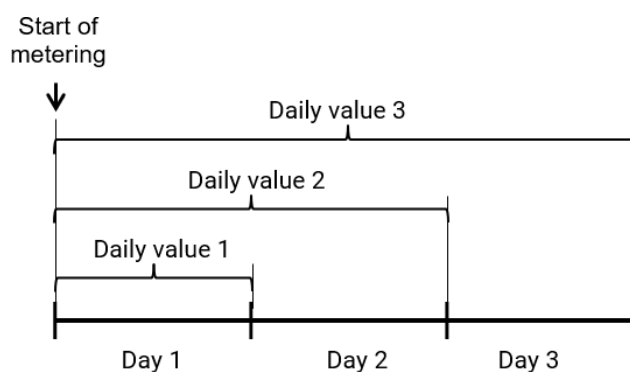 Start of
metering
Daily value 3
Daily value 2
Daily value 1
Day 1
Day 2
Day 3